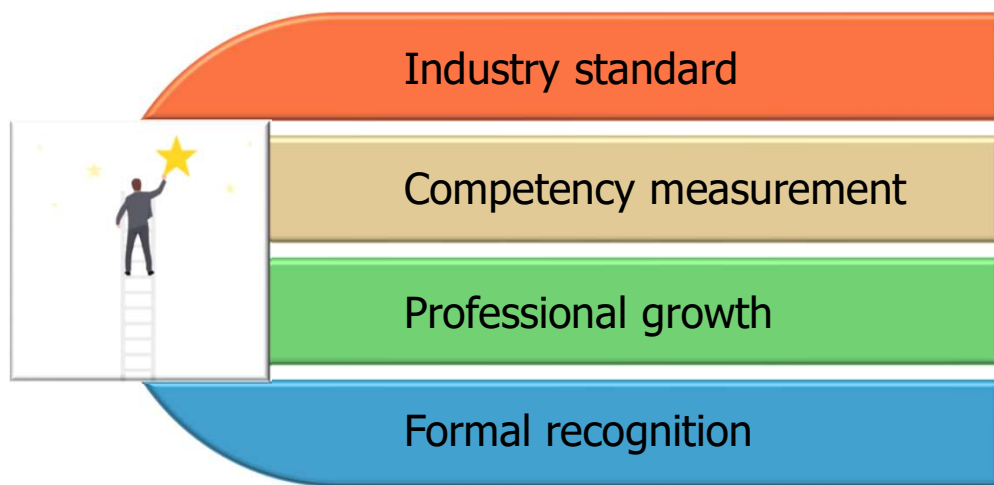 Industry standard
Competency measurement
Professional growth
Formal recognition